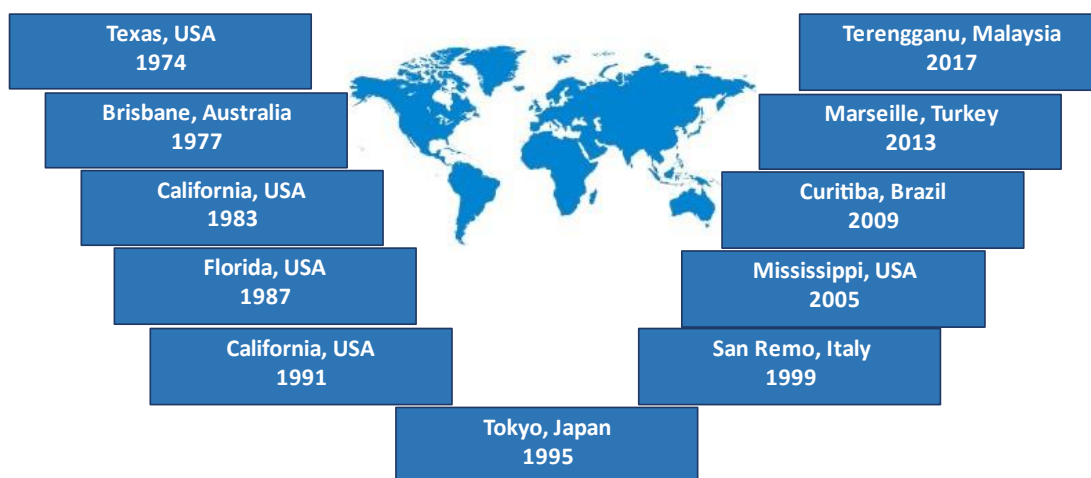 Texas, USA
1974
Brisbane, Australia
1977
California, USA
1983
Florida, USA
1987
California, USA
1991
Tokyo, Japan
1995
San Remo, Italy
1999
Mississippi, USA
2005
Curitiba, Brazil
2009
Marseille, Turkey
2013
Terengganu, Malaysia
2017